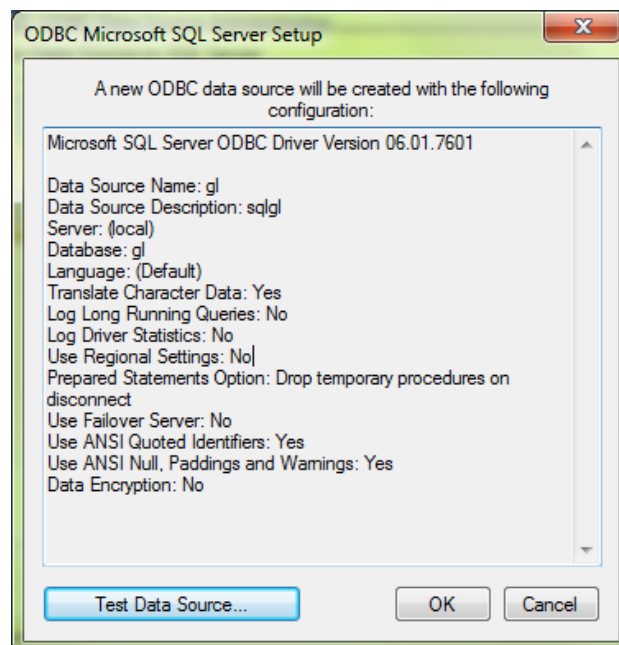 ODBC Microsoft SQL Server Setup
A new ODBC data source will be created with the following
configuration:
Microsoft SQL Server ODBC Driver Version 06.01.7601
Data Source Name: gl
Data Source Description: sqlgl
Server: (local)
Database: gl
Language: (Default)
Translate Character Data: Yes
Log Long Running Queries: No
Log Driver Statistics: No
Use Regional Settings: No
Prepared Statements Option: Drop temporary procedures on
disconnect
Use Failover Server: No
Use ANSI Quoted Identifiers: Yes
Use ANSI Null, Paddings and Warnings: Yes
Data Encryption: No
Test Data Source...
OK
Cancel